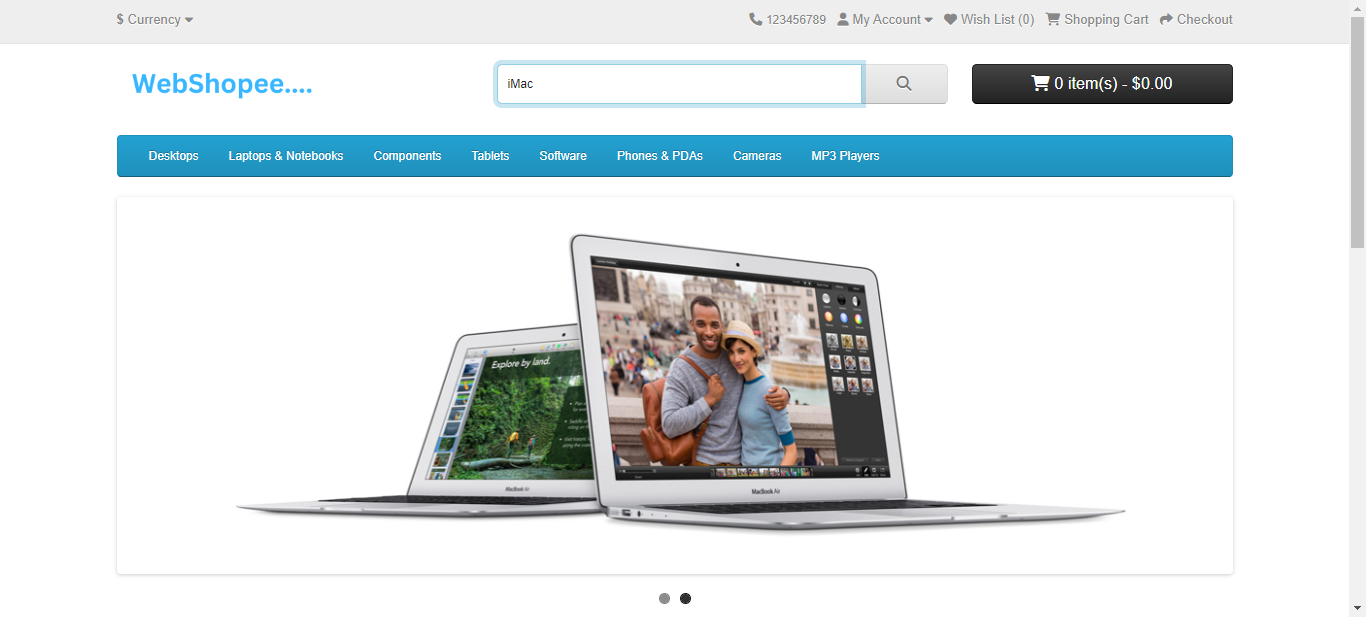 $ Currency
123456789 My Account Wish List (0) Shopping Cart Checkout
WebShopee....
iMac
0 item(s) - $0.00
Desktops Laptops & Notebooks Components Tablets Software Phones & PDAs Cameras MP3 Players
Explore by land.
MacBook Air
MacBook Air